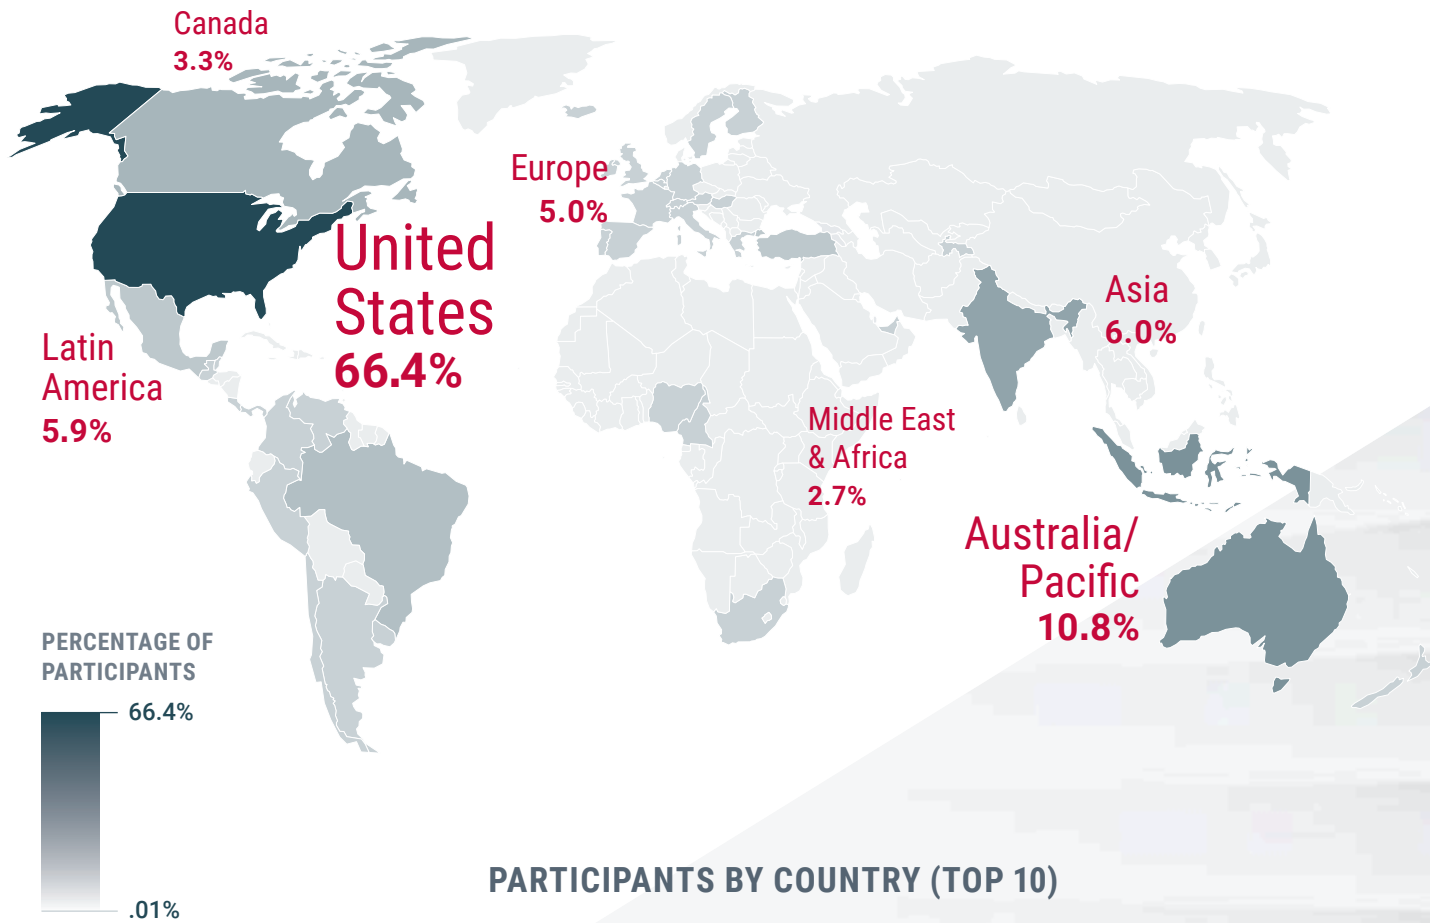 Canada
3.3%
Europe
5.0%
United
States
66.4%
Asia
6.0%
Latin
America
5.9%
Middle East
& Africa
2.7%
Australia/
Pacific
10.8%
PERCENTAGE OF
PARTICIPANTS
66.4%
.01%
PARTICIPANTS BY COUNTRY (TOP 10)